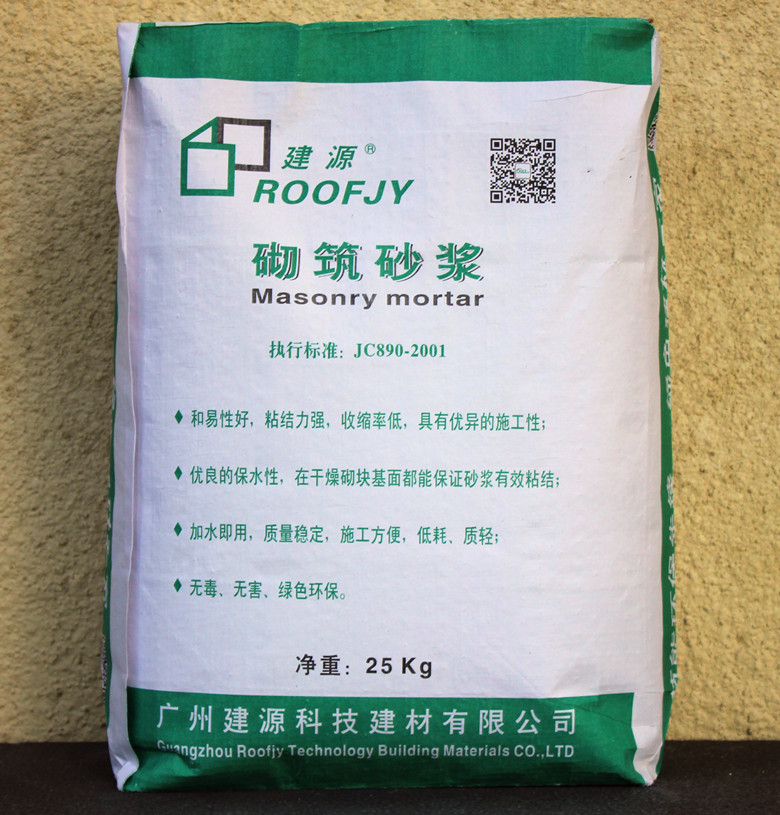 建源®
ROOFJY
砌筑砂浆
Masonry mortar
执行标准：JC890-2001
♦和易性好，粘结力强，收缩率低，具有优异的施工性；
♦优良的保水性，在干燥砌块基面都能保证砂浆有效粘结；
♦加水即用，质量稳定，施工方便，低耗、质轻；
♦无毒、无害、绿色环保。
净重：25Kg
广州建源科技建材有限公司
Guangzhou Roofjy Technology Building Materials CO.,LTD